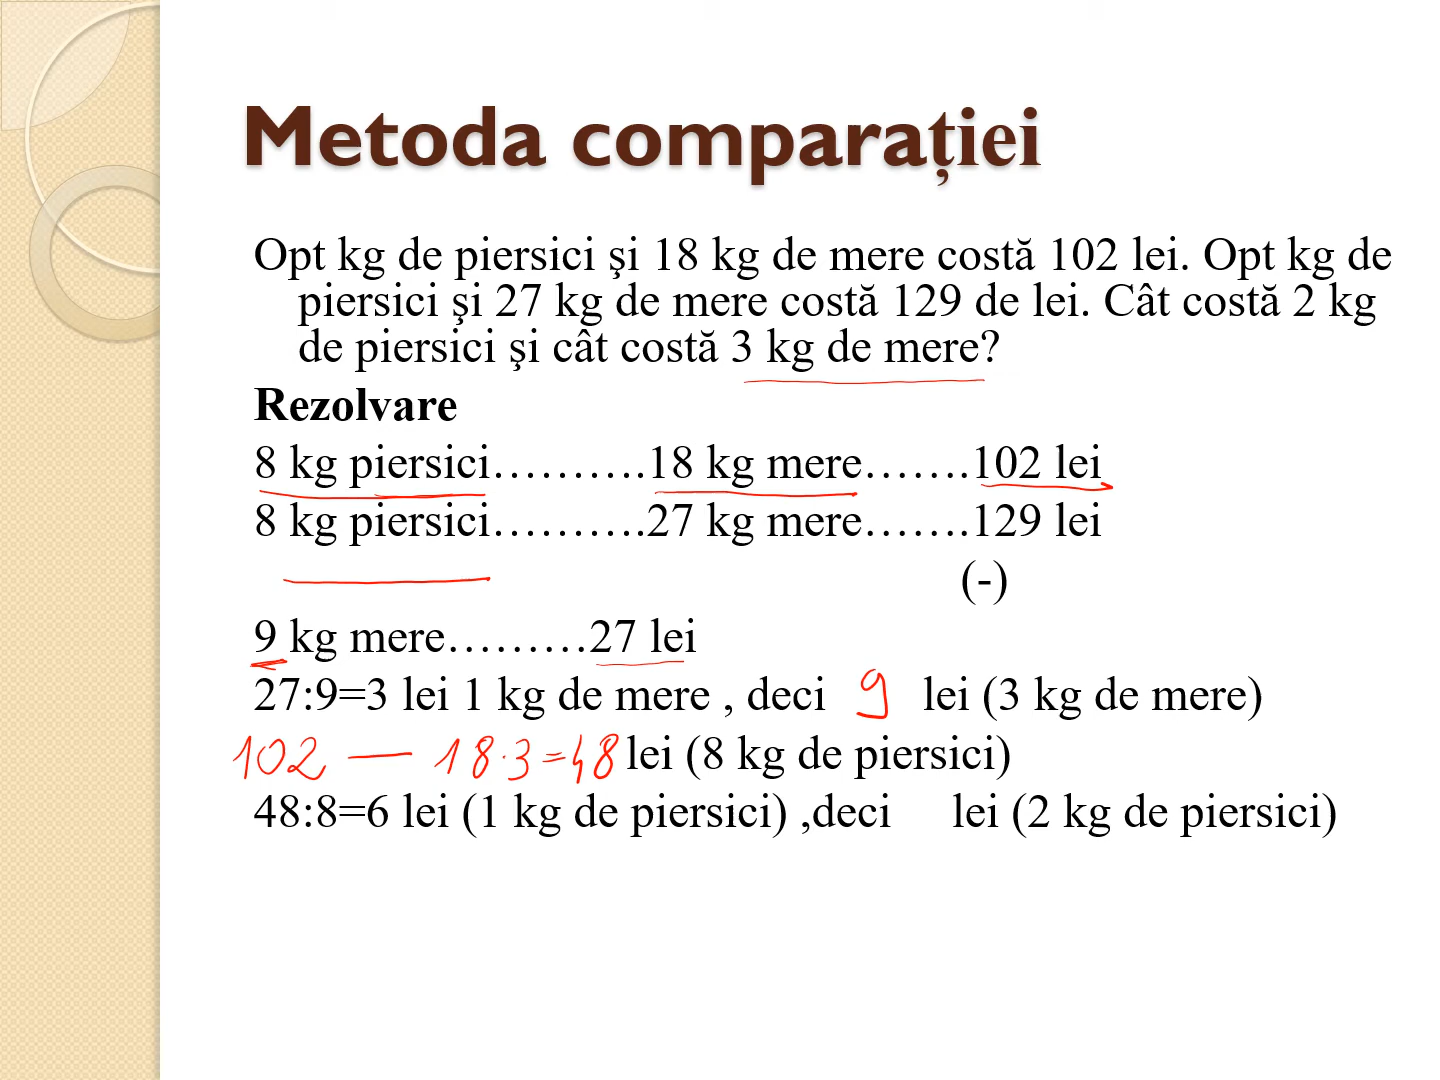 Metoda comparației
Opt kg de piersici şi 18 kg de mere costă 102 lei. Opt kg de
piersici şi 27 kg de mere costă 129 de lei. Cât costă 2 kg
de piersici şi cât costă 3 kg de mere?
Rezolvare
8 kg piersici……….18 kg mere…….102 lei
8 kg piersici……….27 kg mere…….129 lei
(-)
9 kg mere………27 lei
27:9=3 lei 1 kg de mere , deci 9 lei (3 kg de mere)
102 — 18·3=48 lei (8 kg de piersici)
48:8=6 lei (1 kg de piersici) ,deci lei (2 kg de piersici)